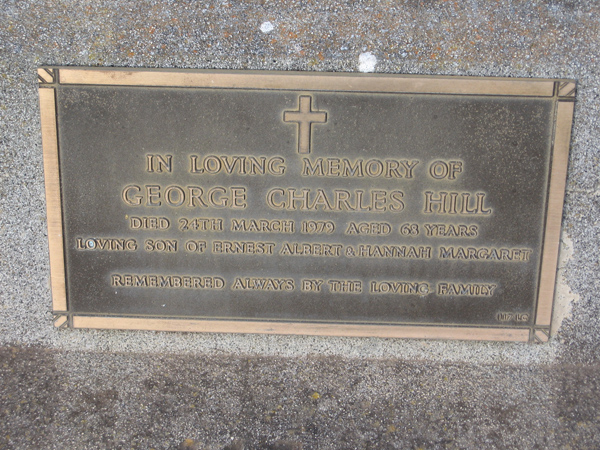 IN LOVING MEMORY OF
GEORGE CHARLES HILL
DIED 24TH MARCH 1979 AGED 63 YEARS
LOVING SON OF ERNEST ALBERT & HANNAH MARGARET
REMEMBERED ALWAYS BY THE LOVING FAMILY